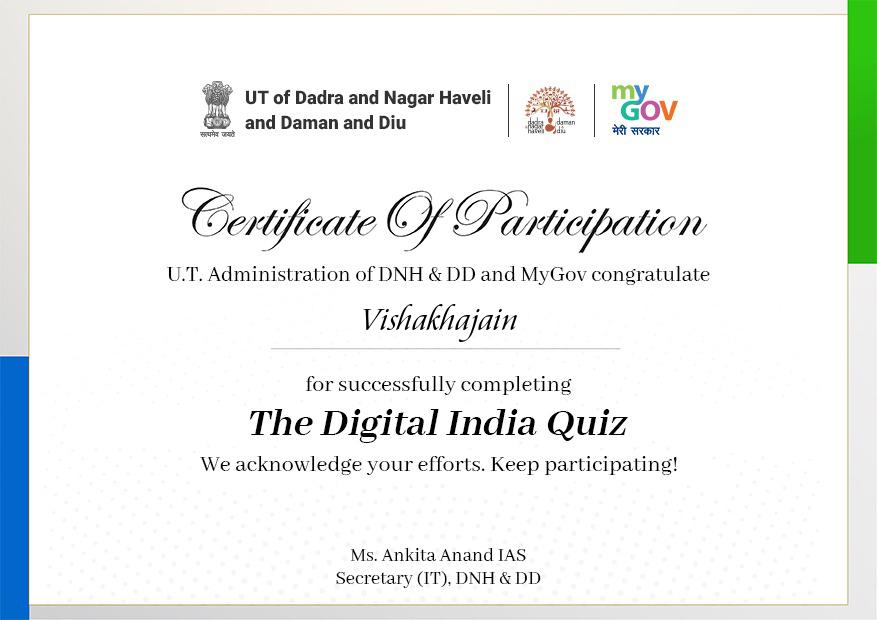 UT of Dadra and Nagar Haveli
and Daman and Diu
सत्यमेव जयते
dadra
nagar
haveli
daman
diu
my
GOV
मेरी सरकार
Certificate Of Participation
U.T. Administration of DNH & DD and MyGov congratulate
Vishakhajain
for successfully completing
The Digital India Quiz
We acknowledge your efforts. Keep participating!
Ms. Ankita Anand IAS
Secretary (IT), DNH & DD